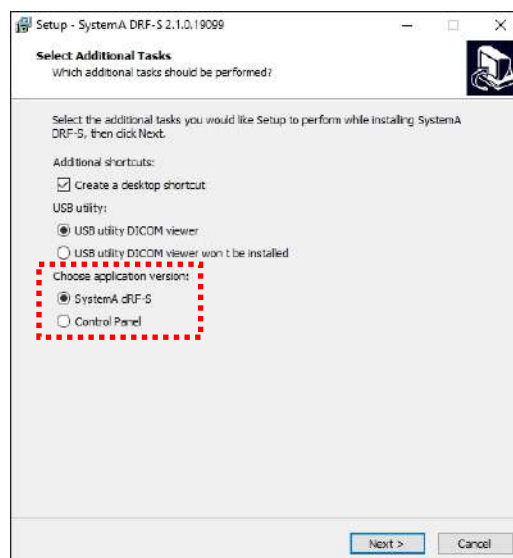 Setup - SystemA DRF-S 2.1.0.19099
Select Additional Tasks
Which additional tasks should be performed?
Select the additional tasks you would like Setup to perform while installing SystemA
DRF-S, then click Next.
Additional shortcuts:
Create a desktop shortcut
USB utility:
USB utility DICOM viewer
USB utility DICOM viewer won t be installed
Choose application version:
SystemA dRF-S
Control Panel
Next >
Cancel